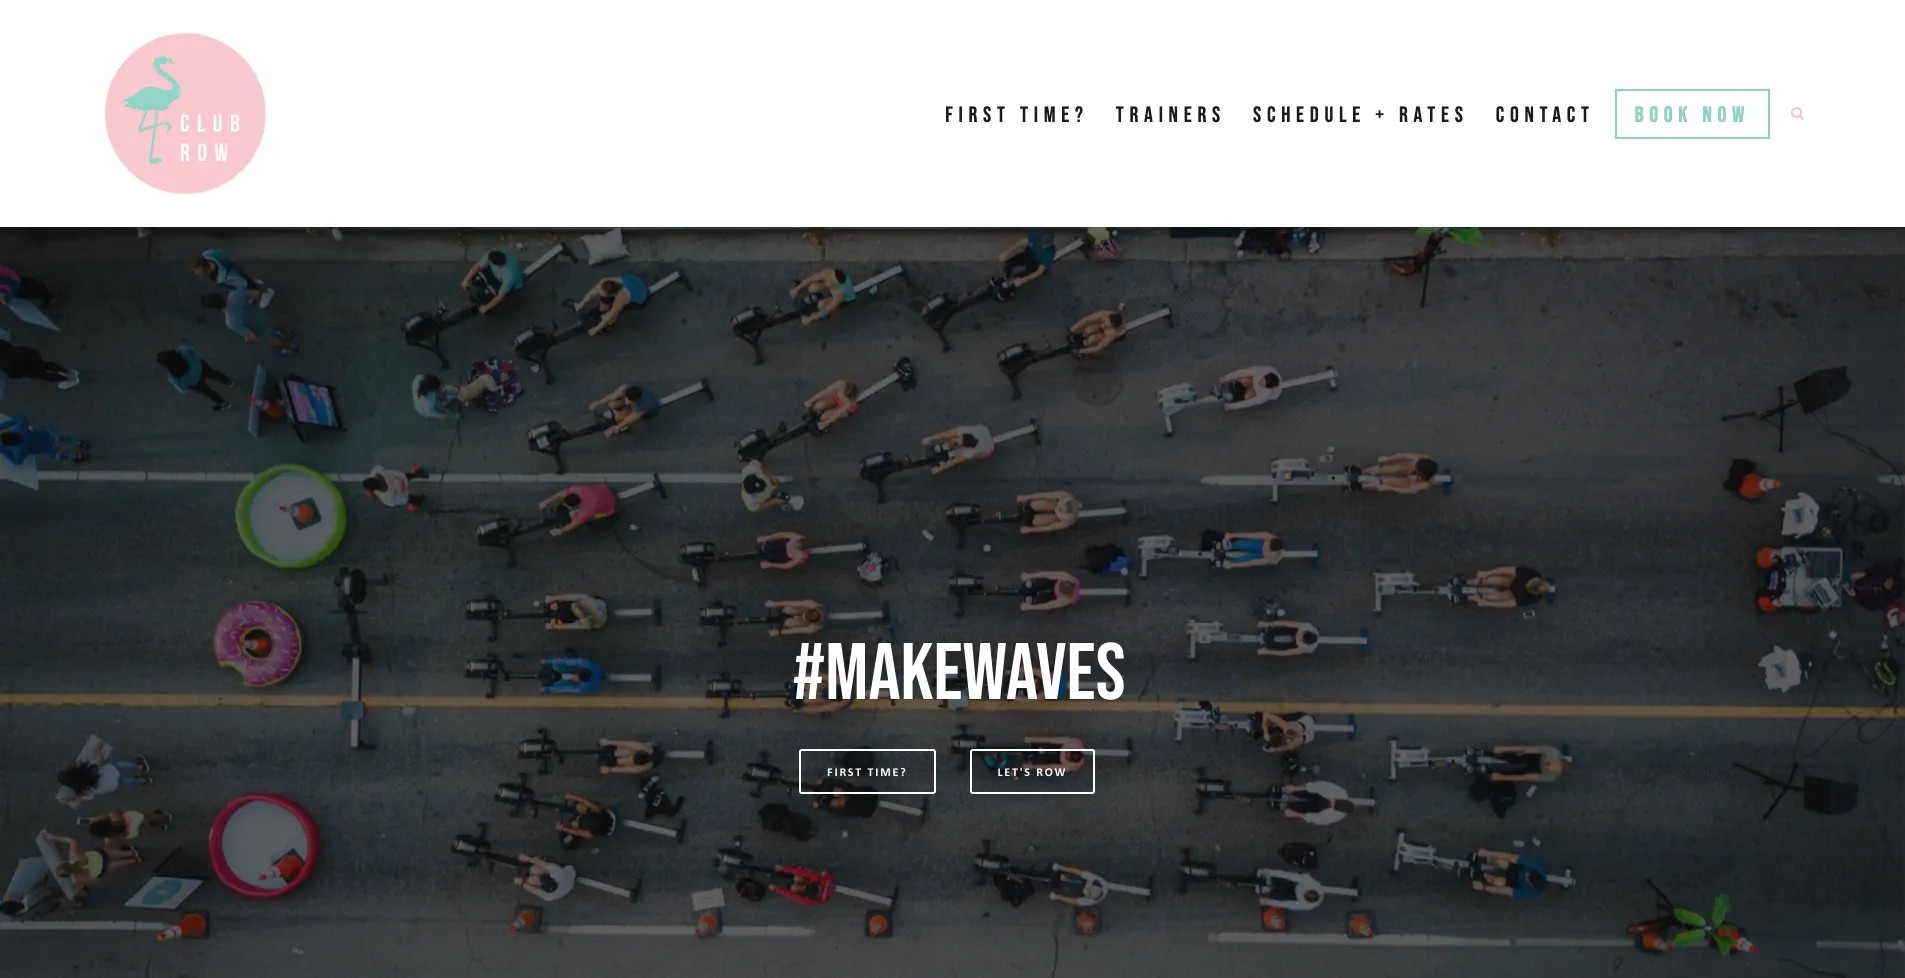 CLUB
ROW
FIRST TIME?
TRAINERS
SCHEDULE + RATES
CONTACT
BOOK NOW
#MAKEWAVES
FIRST TIME?
LET'S ROW